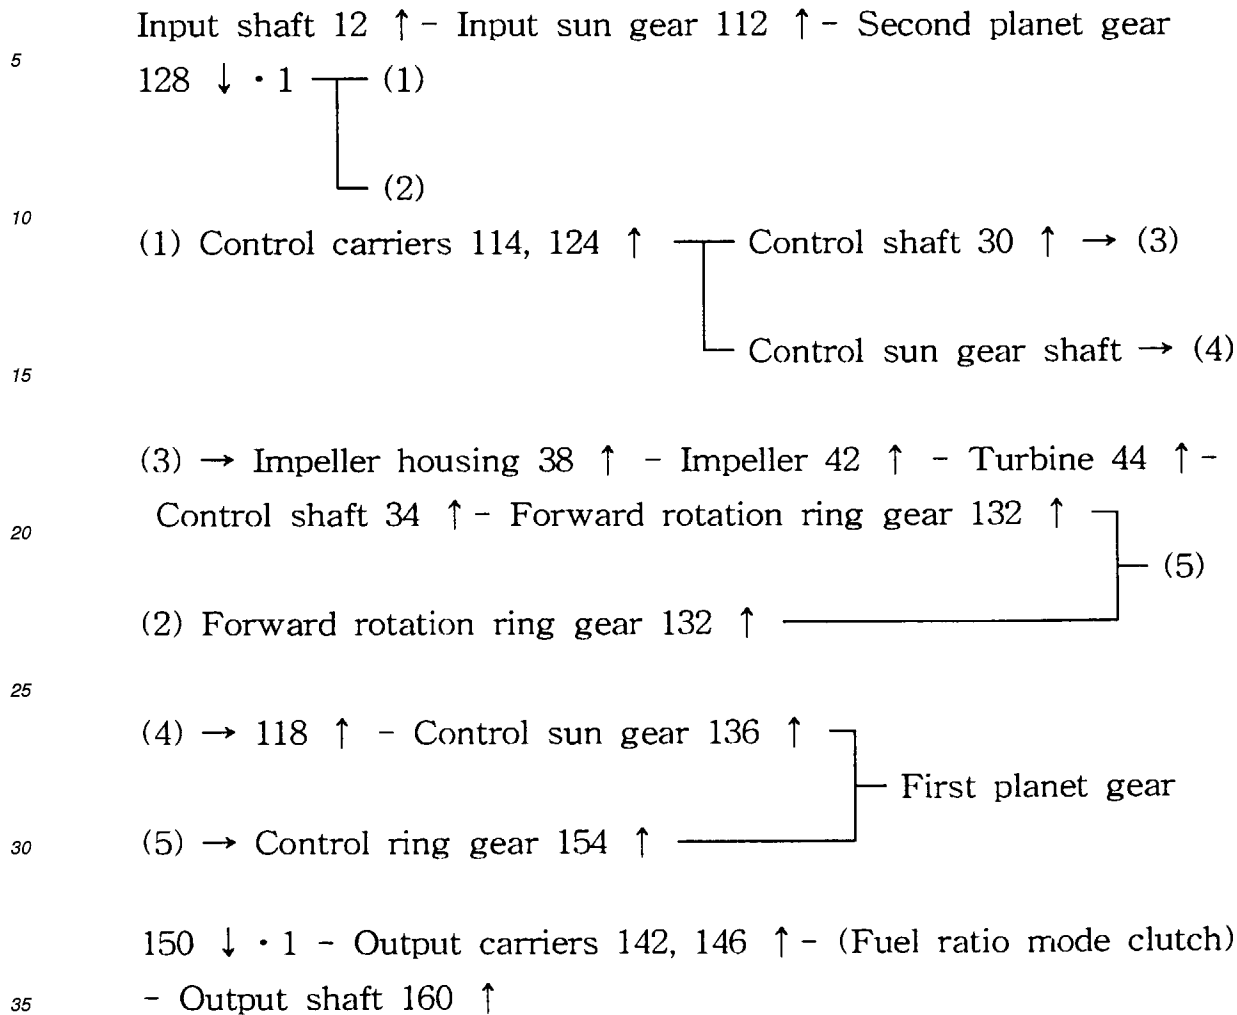 Input shaft 12 ↑ - Input sun gear 112 ↑ - Second planet gear
5
128 ↓ · 1 (1)
(2)
10
(1) Control carriers 114, 124 ↑ Control shaft 30 ↑ → (3)
Control sun gear shaft → (4)
15
(3) → Impeller housing 38 ↑ - Impeller 42 ↑ - Turbine 44 ↑ -
Control shaft 34 ↑ - Forward rotation ring gear 132 ↑
20
(5)
(2) Forward rotation ring gear 132 ↑
25
(4) → 118 ↑ - Control sun gear 136 ↑
First planet gear
30
(5) → Control ring gear 154 ↑
150 ↓ · 1 - Output carriers 142, 146 ↑ - (Fuel ratio mode clutch)
35
- Output shaft 160 ↑